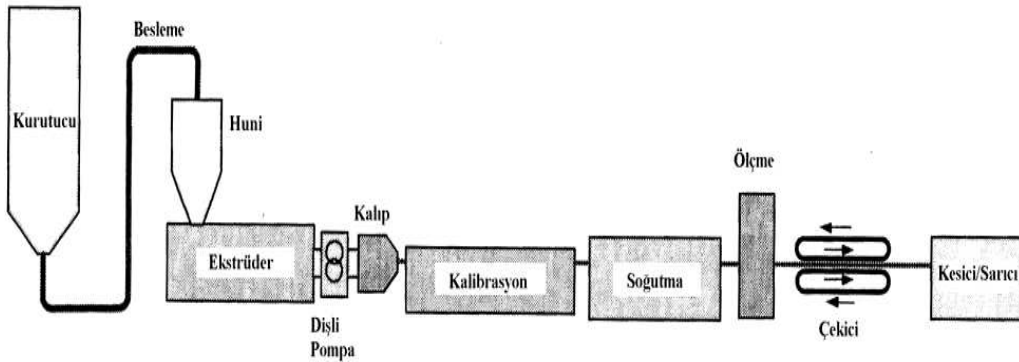 Besleme
Kurutucu
Huni
Ölçme
Kalıp
Ekstrüder
Kalibrasyon
Soğutma
Kesici/Sarıcı
Dişli
Pompa
Çekici